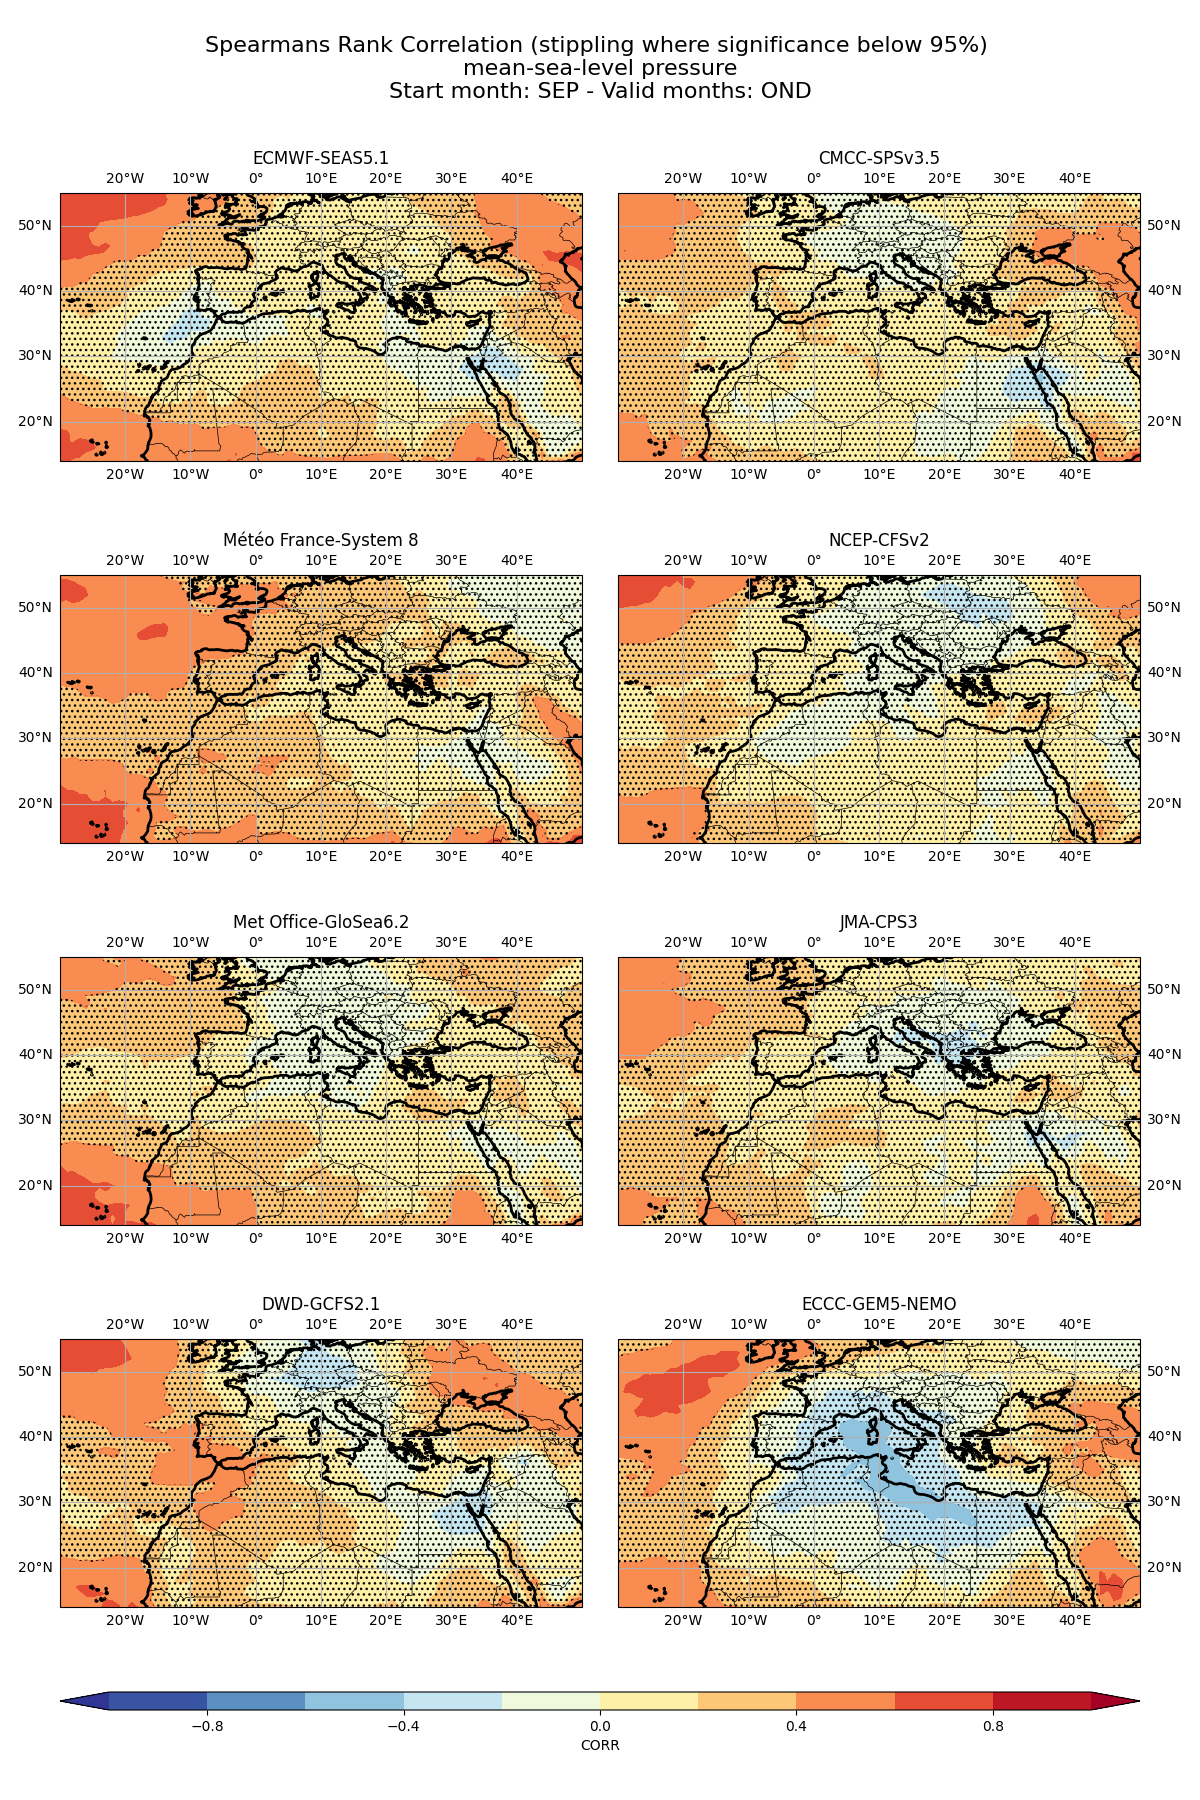 Spearmans Rank Correlation (stippling where significance below 95%)
mean-sea-level pressure
Start month: SEP - Valid months: OND
ECMWF-SEAS5.1
20°W 10°W 0° 10°E 20°E 30°E 40°E
50°N
40°N
30°N
20°N
20°W 10°W 0° 10°E 20°E 30°E 40°E
CMCC-SPSv3.5
20°W 10°W 0° 10°E 20°E 30°E 40°E
50°N
40°N
30°N
20°N
20°W 10°W 0° 10°E 20°E 30°E 40°E
Météo France-System 8
20°W 10°W 0° 10°E 20°E 30°E 40°E
50°N
40°N
30°N
20°N
20°W 10°W 0° 10°E 20°E 30°E 40°E
NCEP-CFSv2
20°W 10°W 0° 10°E 20°E 30°E 40°E
50°N
40°N
30°N
20°N
20°W 10°W 0° 10°E 20°E 30°E 40°E
Met Office-GloSea6.2
20°W 10°W 0° 10°E 20°E 30°E 40°E
50°N
40°N
30°N
20°N
20°W 10°W 0° 10°E 20°E 30°E 40°E
JMA-CPS3
20°W 10°W 0° 10°E 20°E 30°E 40°E
50°N
40°N
30°N
20°N
20°W 10°W 0° 10°E 20°E 30°E 40°E
DWD-GCFS2.1
20°W 10°W 0° 10°E 20°E 30°E 40°E
50°N
40°N
30°N
20°N
20°W 10°W 0° 10°E 20°E 30°E 40°E
ECCC-GEM5-NEMO
20°W 10°W 0° 10°E 20°E 30°E 40°E
50°N
40°N
30°N
20°N
20°W 10°W 0° 10°E 20°E 30°E 40°E
−0.8 −0.4 0.0 0.4 0.8
CORR